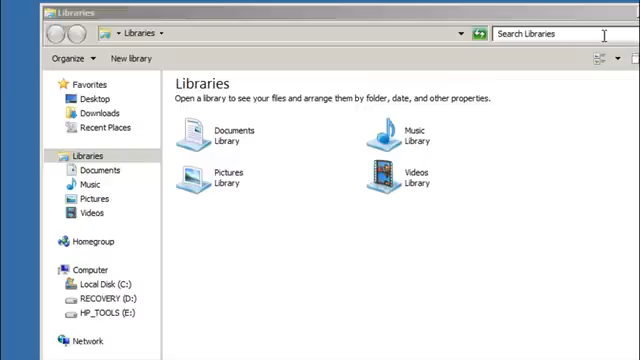 Libraries
Libraries
Search Libraries
Organize
New library
Favorites
Desktop
Downloads
Recent Places
Libraries
Documents
Music
Pictures
Videos
Homegroup
Computer
Local Disk (C:)
RECOVERY (D:)
HP_TOOLS (E:)
Network
Libraries
Open a library to see your files and arrange them by folder, date, and other properties.
Documents
Library
Music
Library
Pictures
Library
Videos
Library